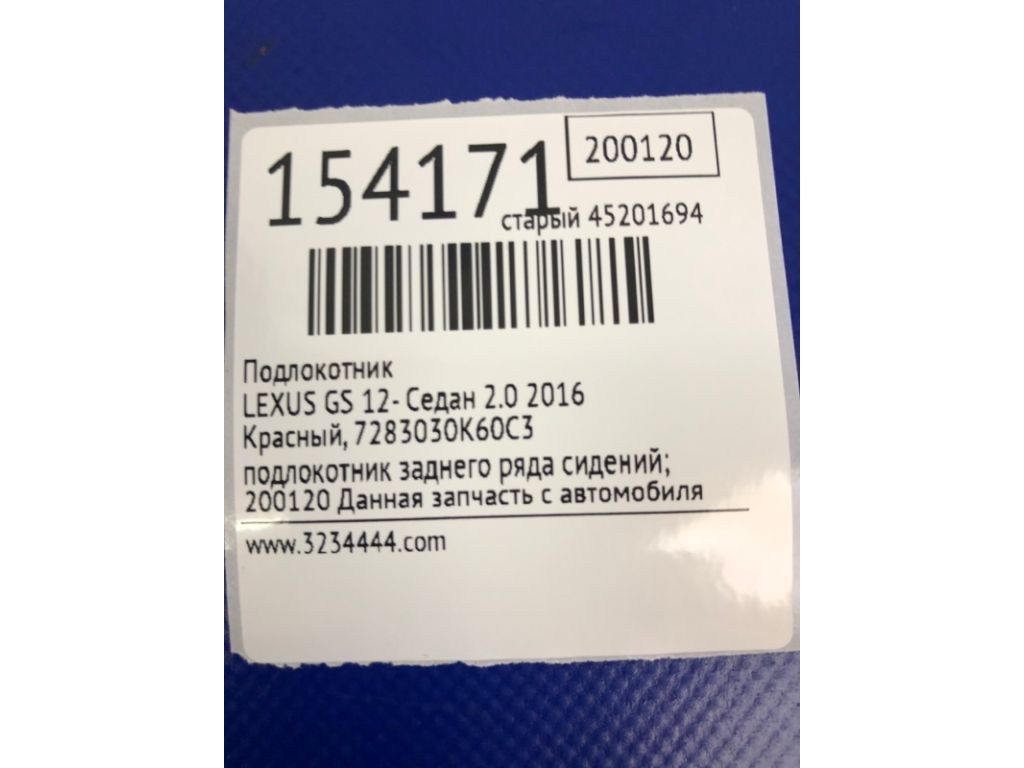 154171
200120
старый 45201694
Подлокотник
LEXUS GS 12- Седан 2.0 2016
Красный, 7283030K60C3
подлокотник заднего ряда сидений;
200120 Данная запчасть с автомобиля
www.3234444.com